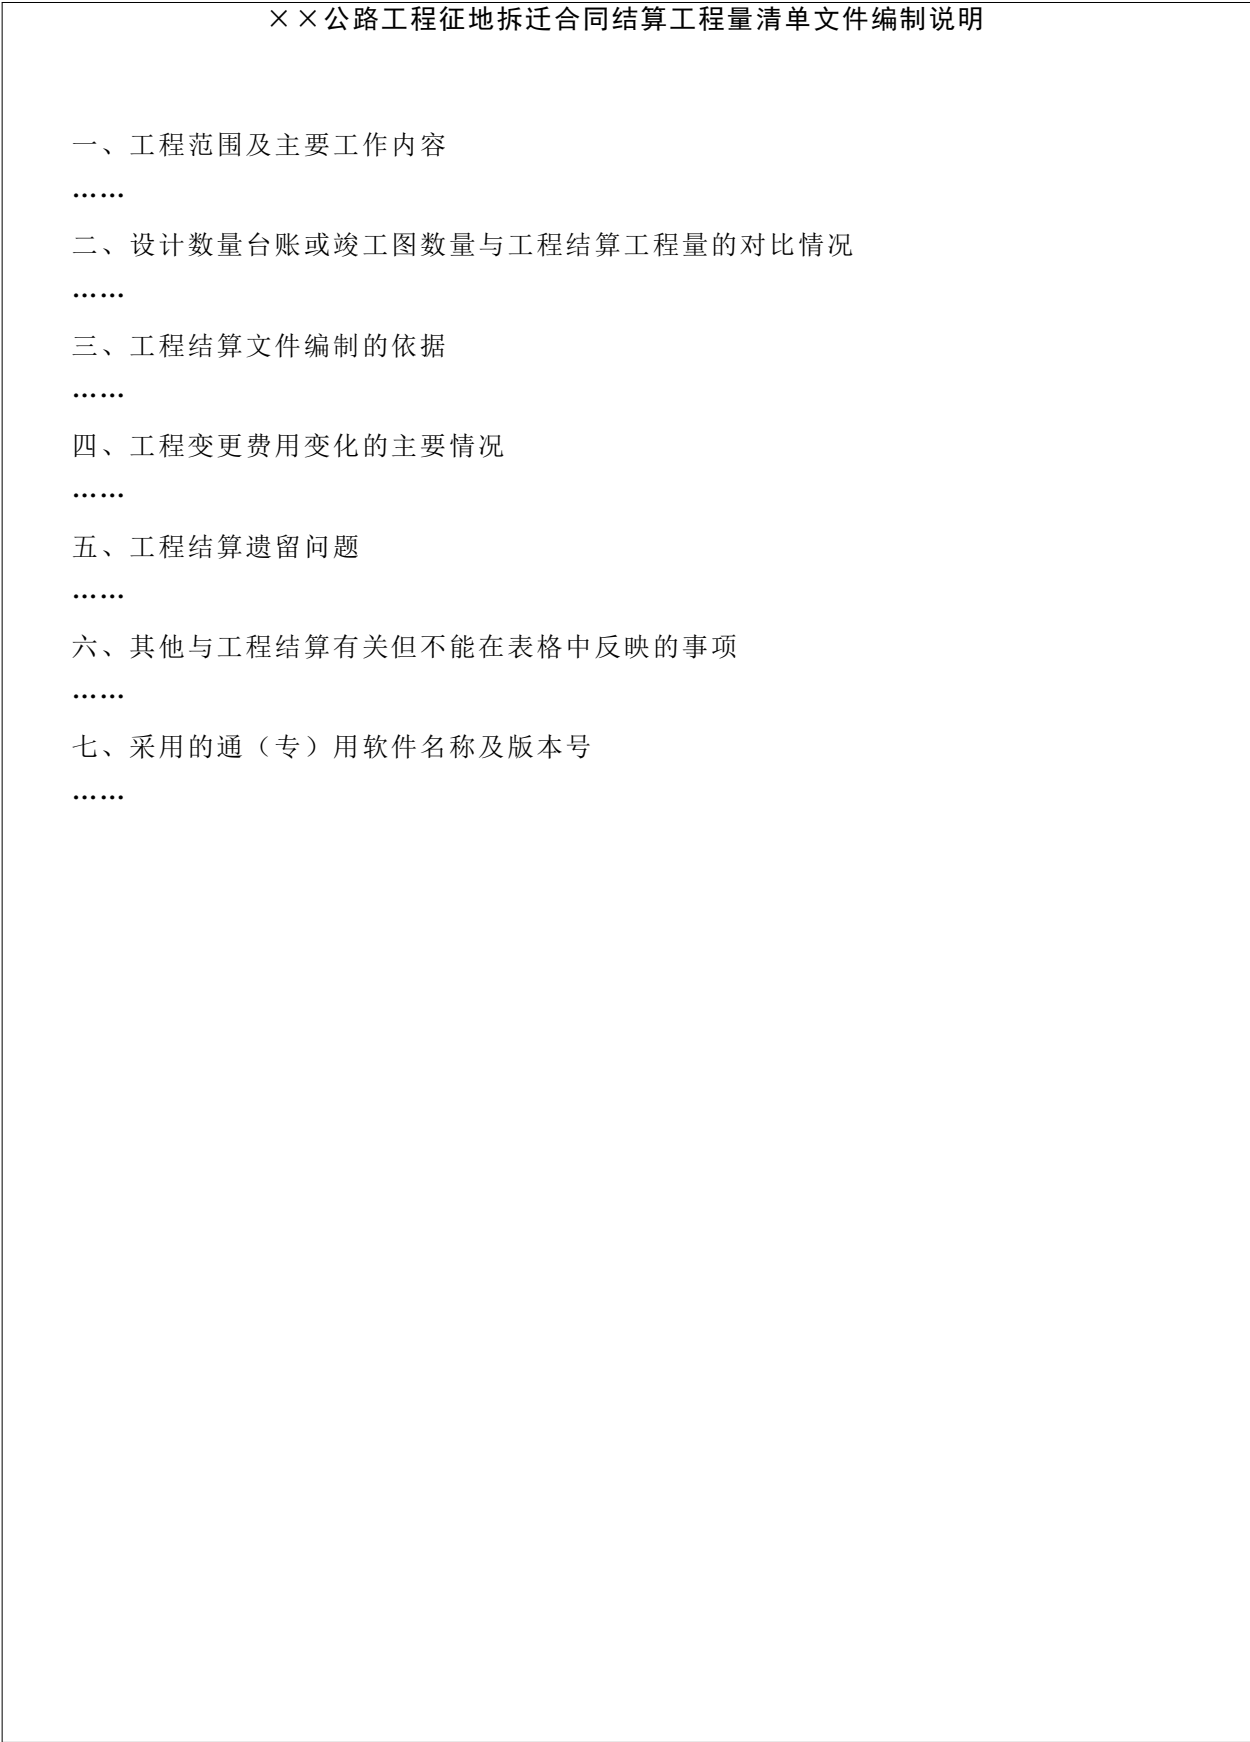 ××公路工程征地拆迁合同结算工程量清单文件编制说明
一、工程范围及主要工作内容
……
二、设计数量台账或竣工图数量与工程结算工程量的对比情况
……
三、工程结算文件编制的依据
……
四、工程变更费用变化的主要情况
……
五、工程结算遗留问题
……
六、其他与工程结算有关但不能在表格中反映的事项
……
七、采用的通（专）用软件名称及版本号
……